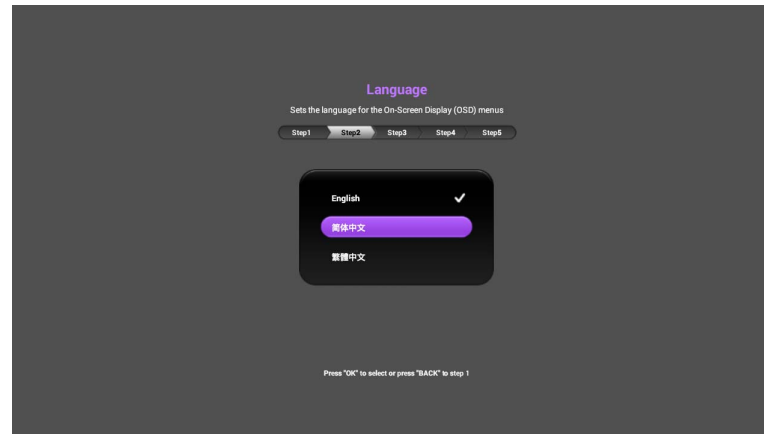 Language
Sets the language for the On-Screen Display (OSD) menus
Step1 Step2 Step3 Step4 Step5
English
简体中文
繁體中文
Press "OK" to select or press "BACK" to step 1